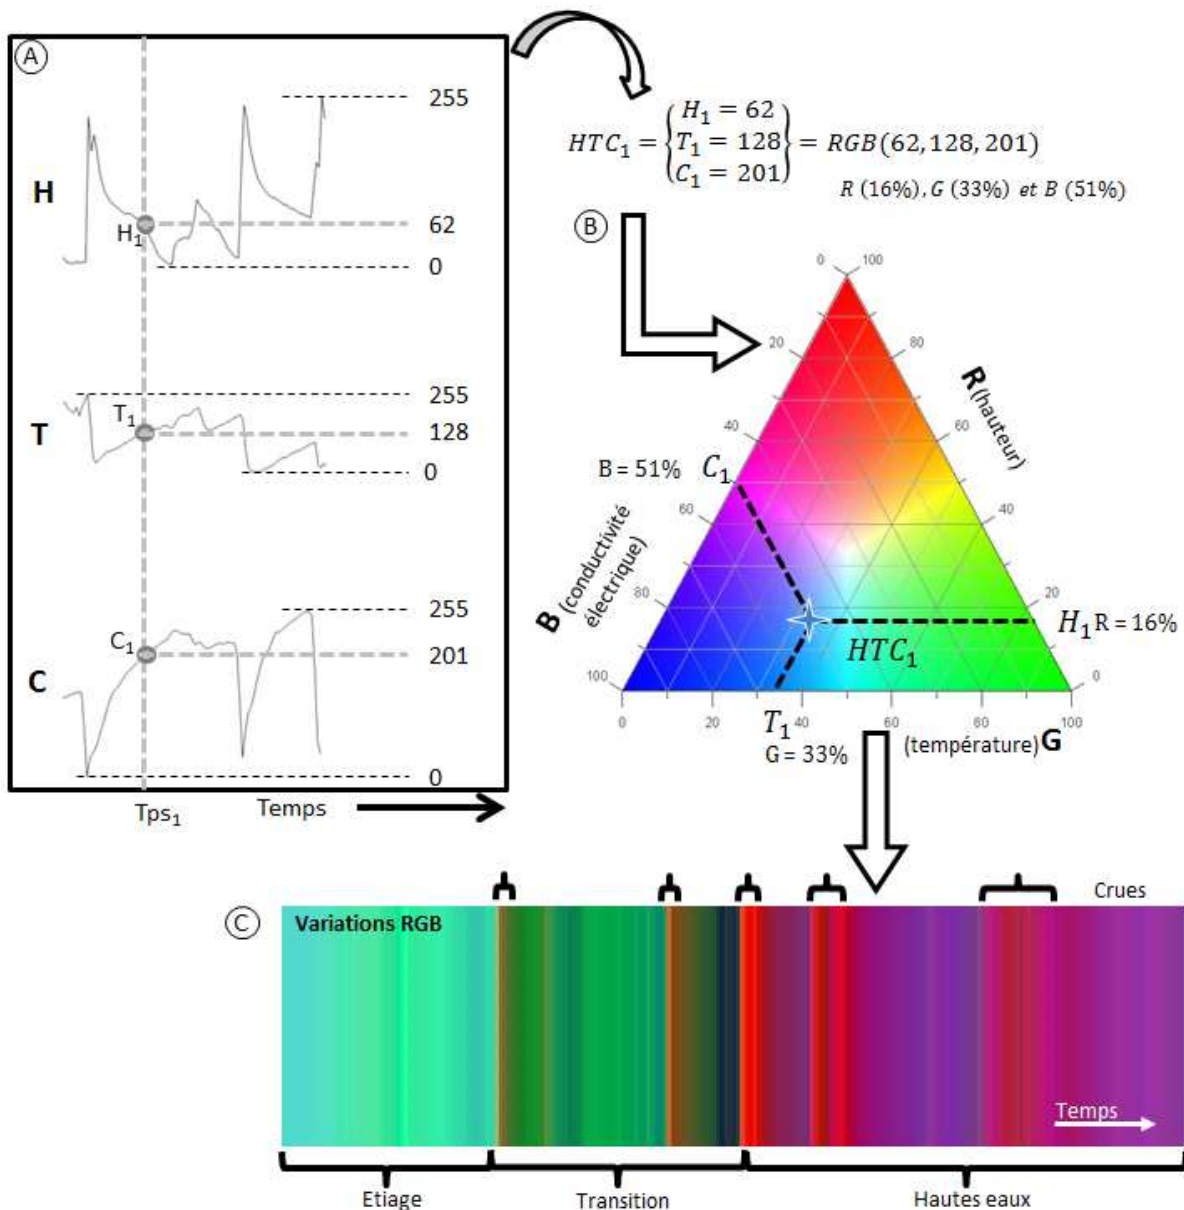 A
H
255
H1
62
0
T
255
T1
128
0
C
255
C1
201
0
Tps1
Temps
HTC1 = { H1 = 62
T1 = 128
C1 = 201 } = RGB(62,128,201)
R (16%), G (33%) et B (51%)
B
0
100
20
80
R (hauteur)
40
60
B = 51%
C1
60
40
B (conductivité
électrique)
80
20
H1 R = 16%
HTC1
100
0
0
20
40
60
80
100
T1
G = 33%
(température) G
C
Variations RGB
Crues
Temps
Etiage
Transition
Hautes eaux